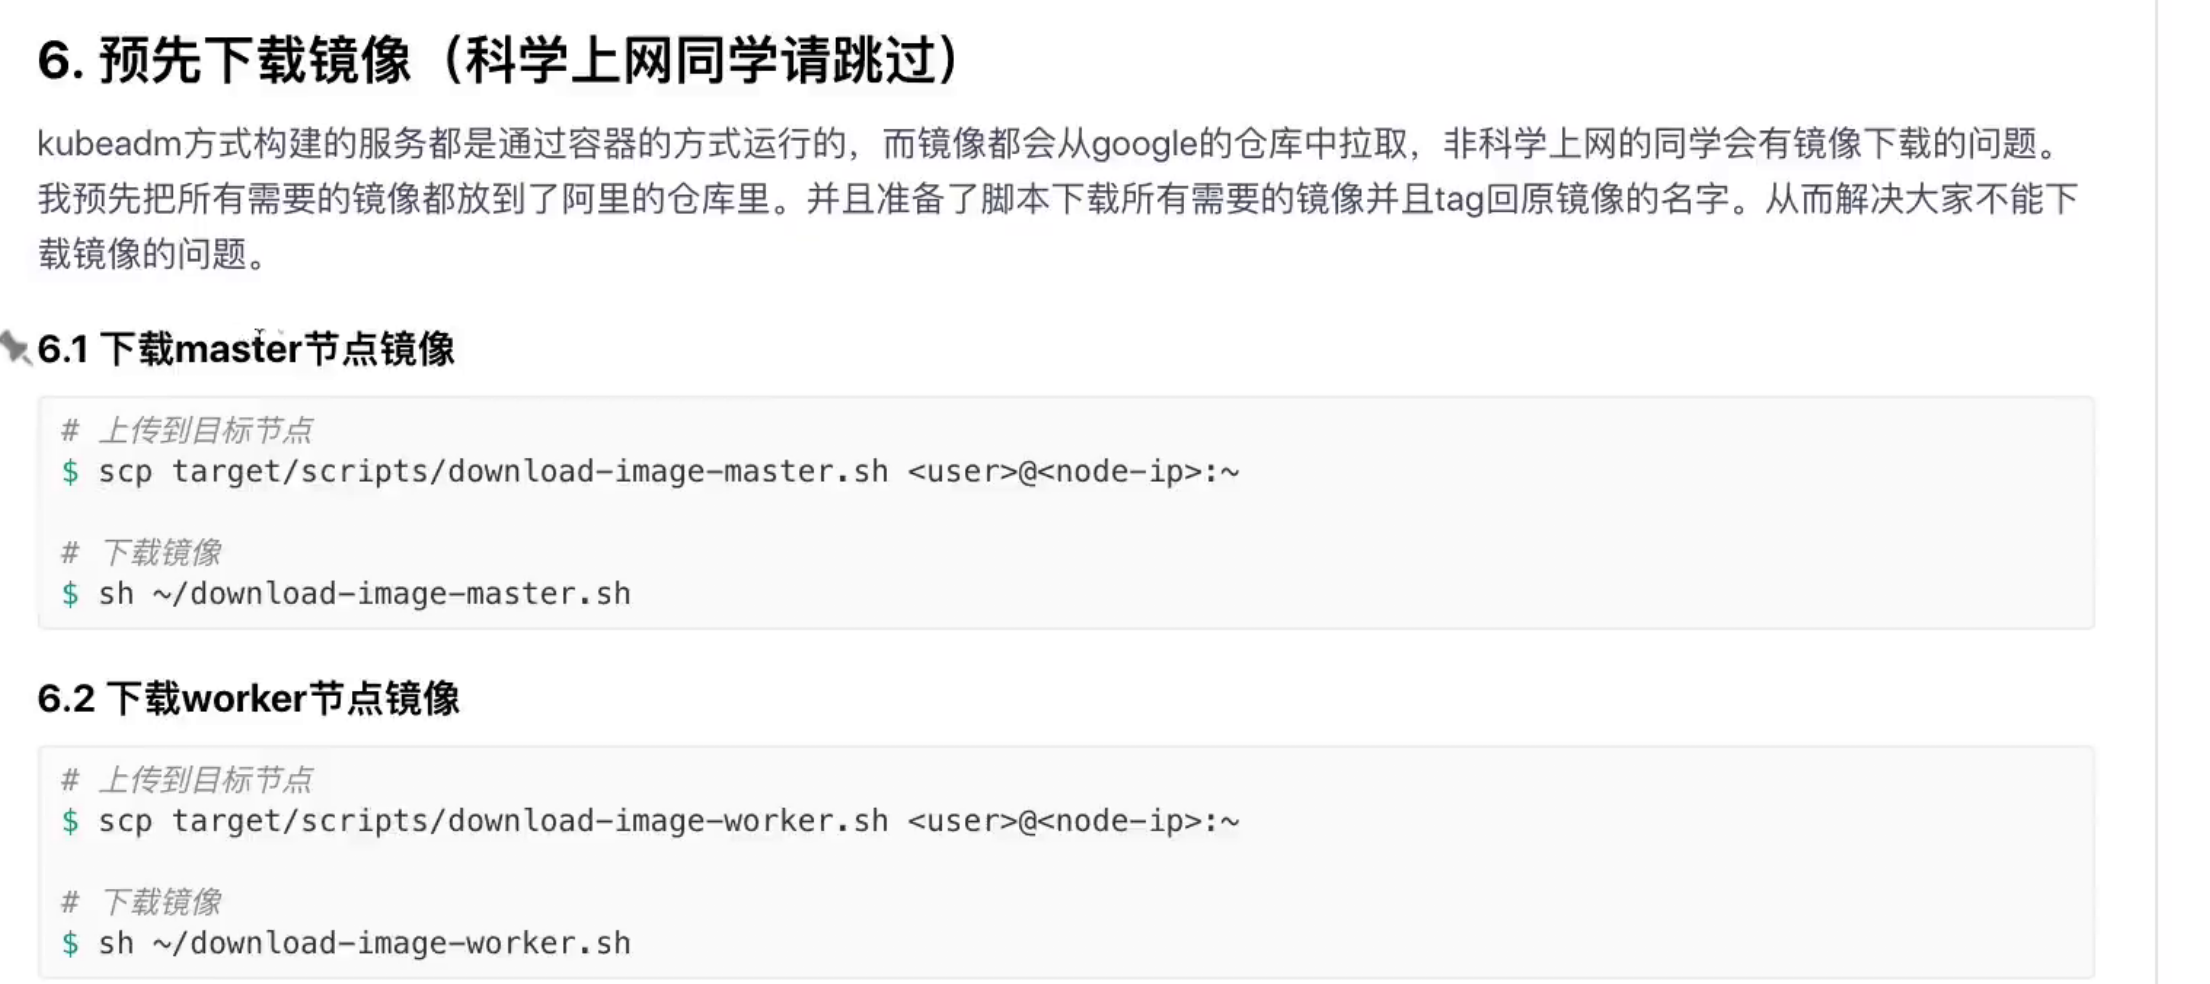 6. 预先下载镜像（科学上网同学请跳过）
kubeadm方式构建的服务都是通过容器的方式运行的，而镜像都会从google的仓库中拉取，非科学上网的同学会有镜像下载的问题。
我预先把所有需要的镜像都放到了阿里的仓库里。并且准备了脚本下载所有需要的镜像并且tag回原镜像的名字。从而解决大家不能下
载镜像的问题。
6.1 下载master节点镜像
# 上传到目标节点
$ scp target/scripts/download-image-master.sh <user>@<node-ip>:~
# 下载镜像
$ sh ~/download-image-master.sh
6.2 下载worker节点镜像
# 上传到目标节点
$ scp target/scripts/download-image-worker.sh <user>@<node-ip>:~
# 下载镜像
$ sh ~/download-image-worker.sh